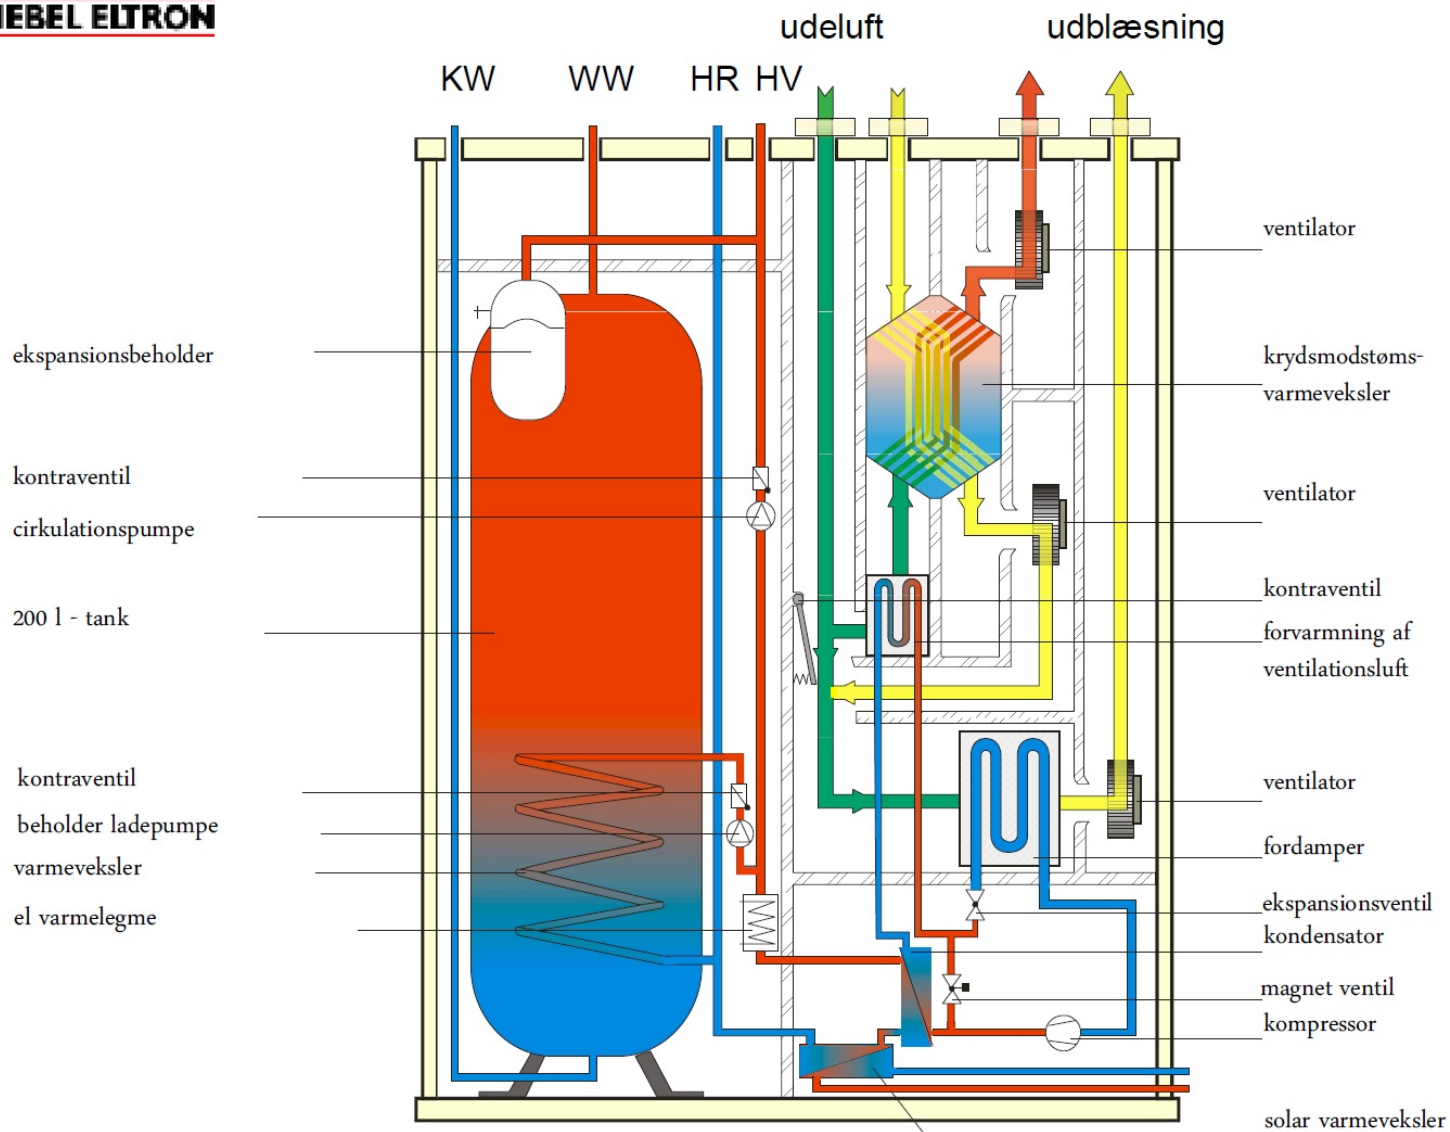 IEBEL ELTRON
udeluft
udblæsning
KW
WW
HR
HV
ekspansionsbeholder
kontraventil
cirkulationspumpe
200 l - tank
kontraventil
beholder ladepumpe
varmeveksler
el varmelegme
ventilator
krydsmodstøms-
varmeveksler
ventilator
kontraventil
forvarmning af
ventilationsluft
ventilator
fordamper
ekspansionsventil
kondensator
magnet ventil
kompressor
solar varmeveksler